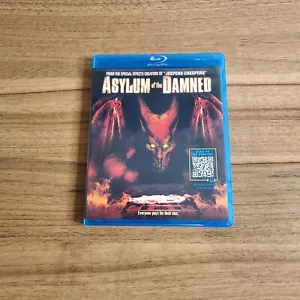 FROM THE SPECIAL EFFECTS CREATORS OF "JEEPERS CREEPERS"
ASYLUM of the DAMNED
Everyone pays for their sins.